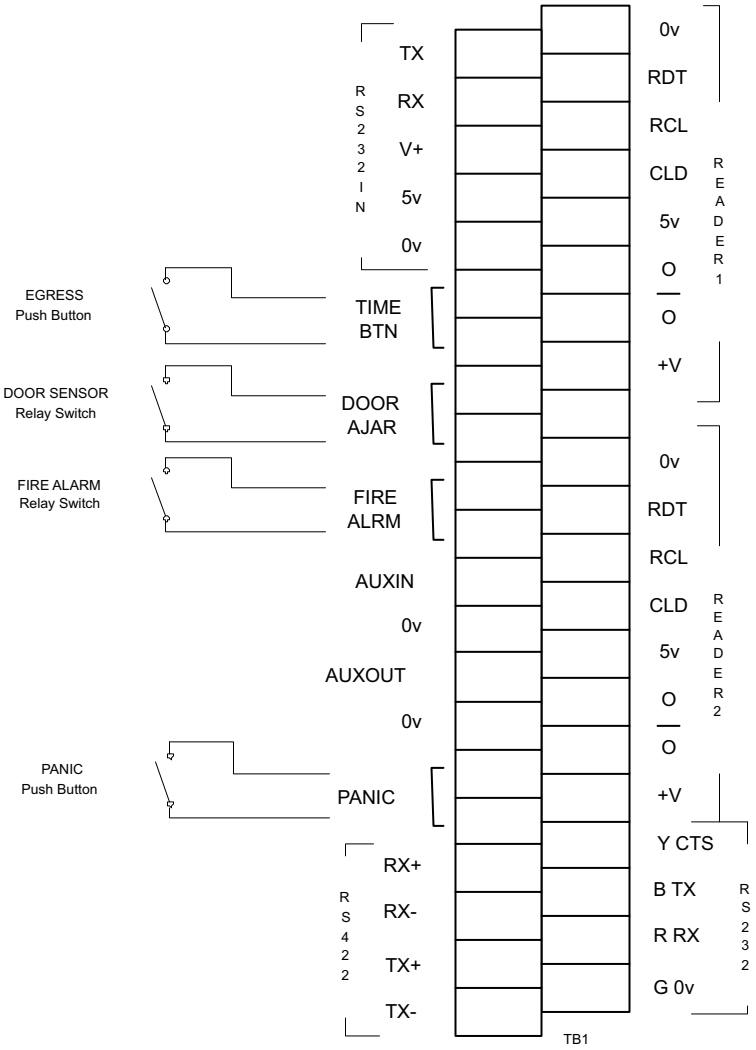 TX
RX
V+
5v
0v
RS232IN
EGRESS
Push Button
TIME
BTN
DOOR SENSOR
Relay Switch
DOOR
AJAR
FIRE ALARM
Relay Switch
FIRE
ALRM
AUXIN
0v
AUXOUT
0v
PANIC
Push Button
PANIC
RX+
RX-
TX+
TX-
RS422
0v
RDT
RCL
CLD
5v
O
O̅
+V
READER1
0v
RDT
RCL
CLD
5v
O
O̅
+V
READER2
Y CTS
B TX
R RX
G 0v
RS232
TB1